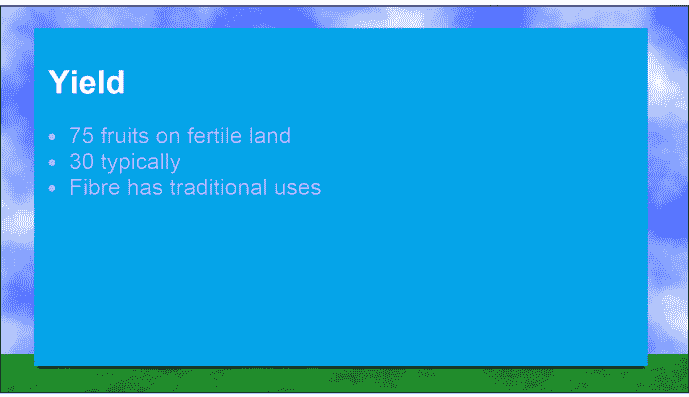 Yield
• 75 fruits on fertile land
• 30 typically
• Fibre has traditional uses